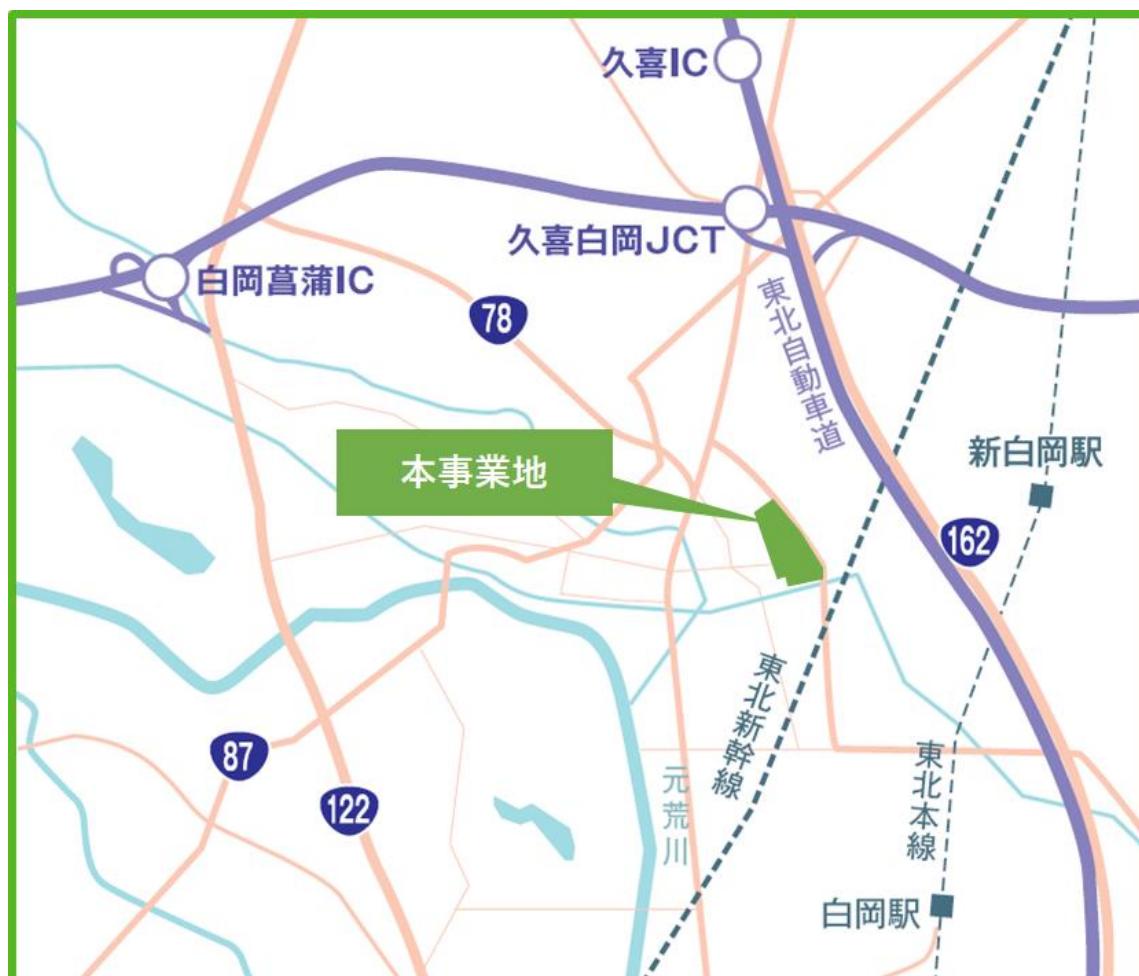 久喜IC
久喜白岡JCT
白岡菖蒲IC
78
東北自動車道
本事業地
新白岡駅
162
東北新幹線
87
122
元荒川
東北本線
白岡駅